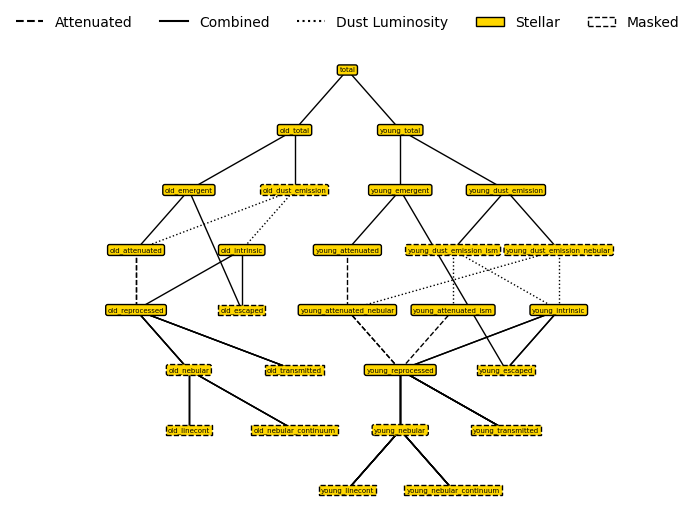 Attenuated Combined Dust Luminosity Stellar Masked
total
old_total young_total
old_emergent old_dust_emission young_emergent young_dust_emission
old_attenuated old_intrinsic young_attenuated young_dust_emission_ism young_dust_emission_nebular
old_reprocessed old_escaped young_attenuated_nebular young_attenuated_ism young_intrinsic
old_nebular old_transmitted young_reprocessed young_escaped
old_linecont old_nebular_continuum young_nebular young_transmitted
young_linecont young_nebular_continuum